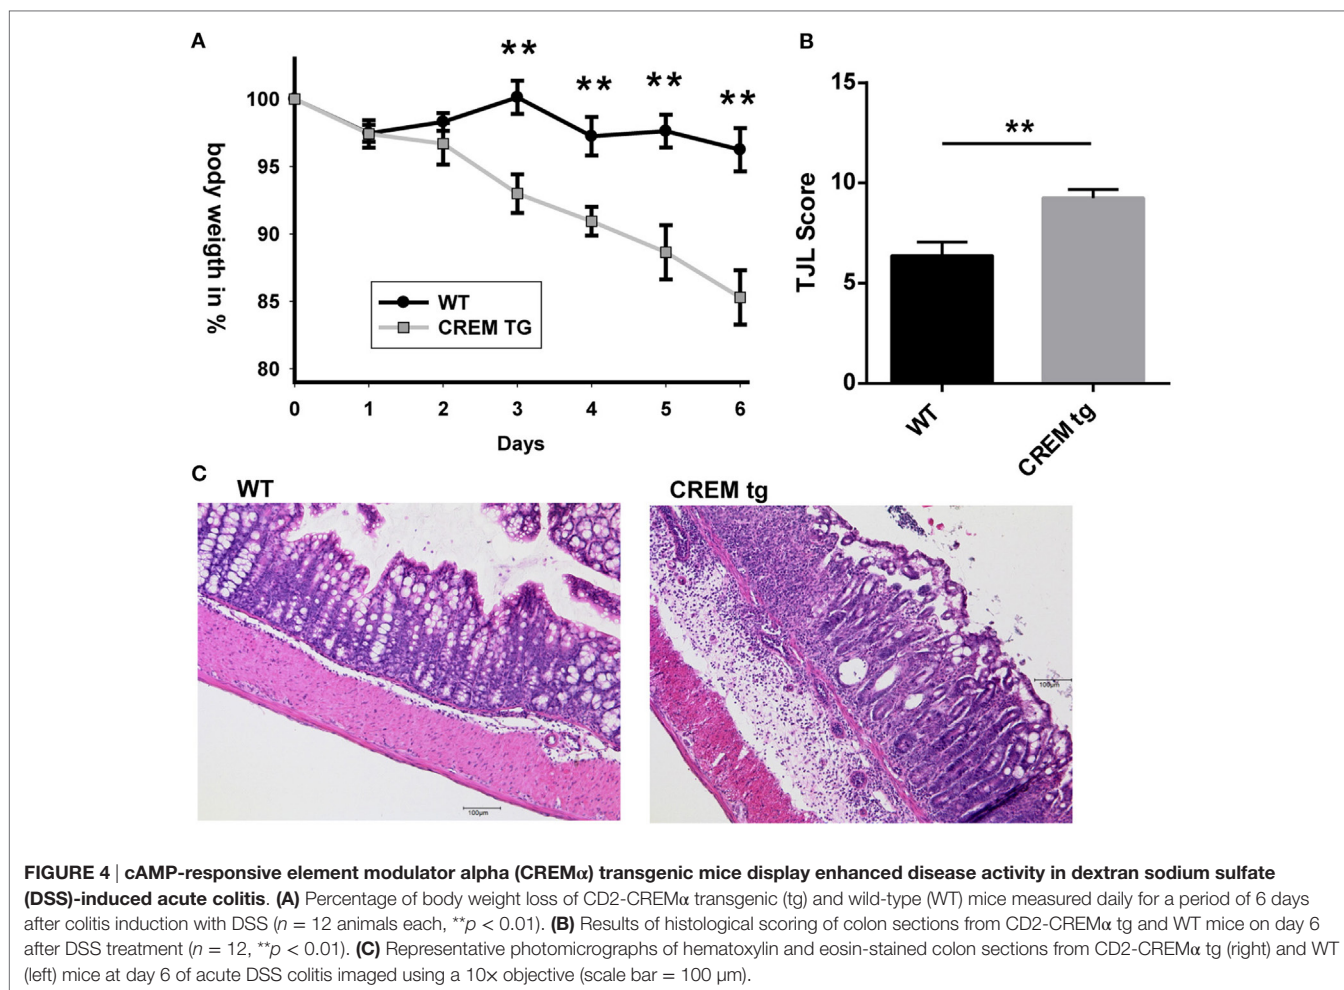 A
**
**
**
**
100
95
90
85
80
body weigth in %
WT
CREM TG
0 1 2 3 4 5 6
Days
B
15
10
5
0
TJL Score
**
WT
CREM tg
C
WT
CREM tg
100µm
100µm
FIGURE 4 | cAMP-responsive element modulator alpha (CREMα) transgenic mice display enhanced disease activity in dextran sodium sulfate
(DSS)-induced acute colitis. (A) Percentage of body weight loss of CD2-CREMα transgenic (tg) and wild-type (WT) mice measured daily for a period of 6 days
after colitis induction with DSS (n = 12 animals each, **p < 0.01). (B) Results of histological scoring of colon sections from CD2-CREMα tg and WT mice on day 6
after DSS treatment (n = 12, **p < 0.01). (C) Representative photomicrographs of hematoxylin and eosin-stained colon sections from CD2-CREMα tg (right) and WT
(left) mice at day 6 of acute DSS colitis imaged using a 10× objective (scale bar = 100 µm).